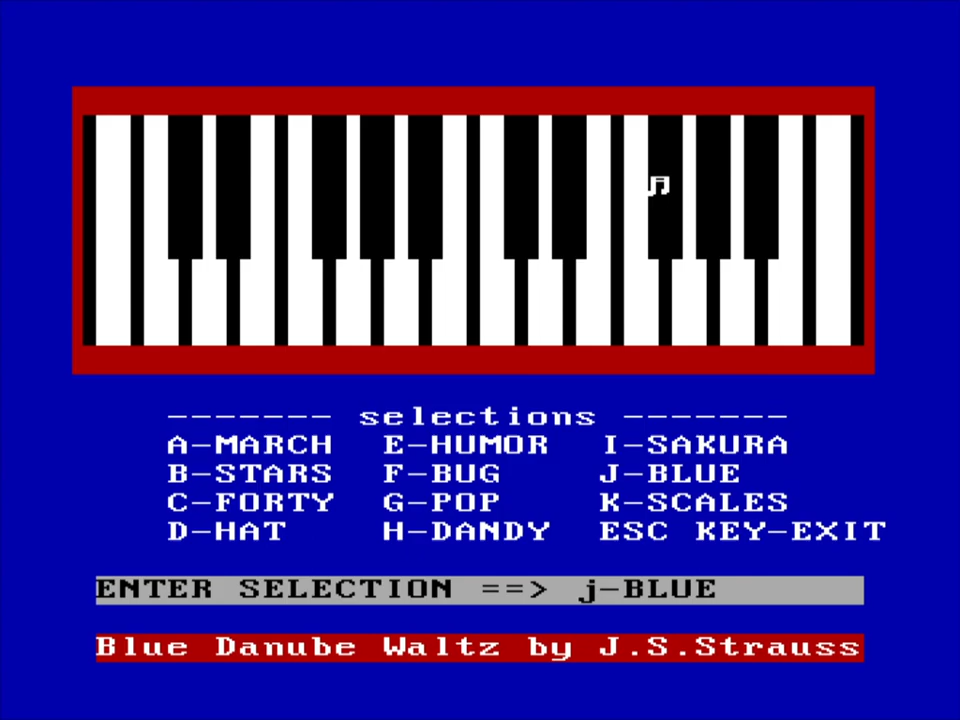 ------- selections -------
A-MARCH E-HUMOR I-SAKURA
B-STARS F-BUG J-BLUE
C-FORTY G-POP K-SCALES
D-HAT H-DANDY ESC KEY-EXIT
ENTER SELECTION ==> j-BLUE
Blue Danube Waltz by J.S.Strauss